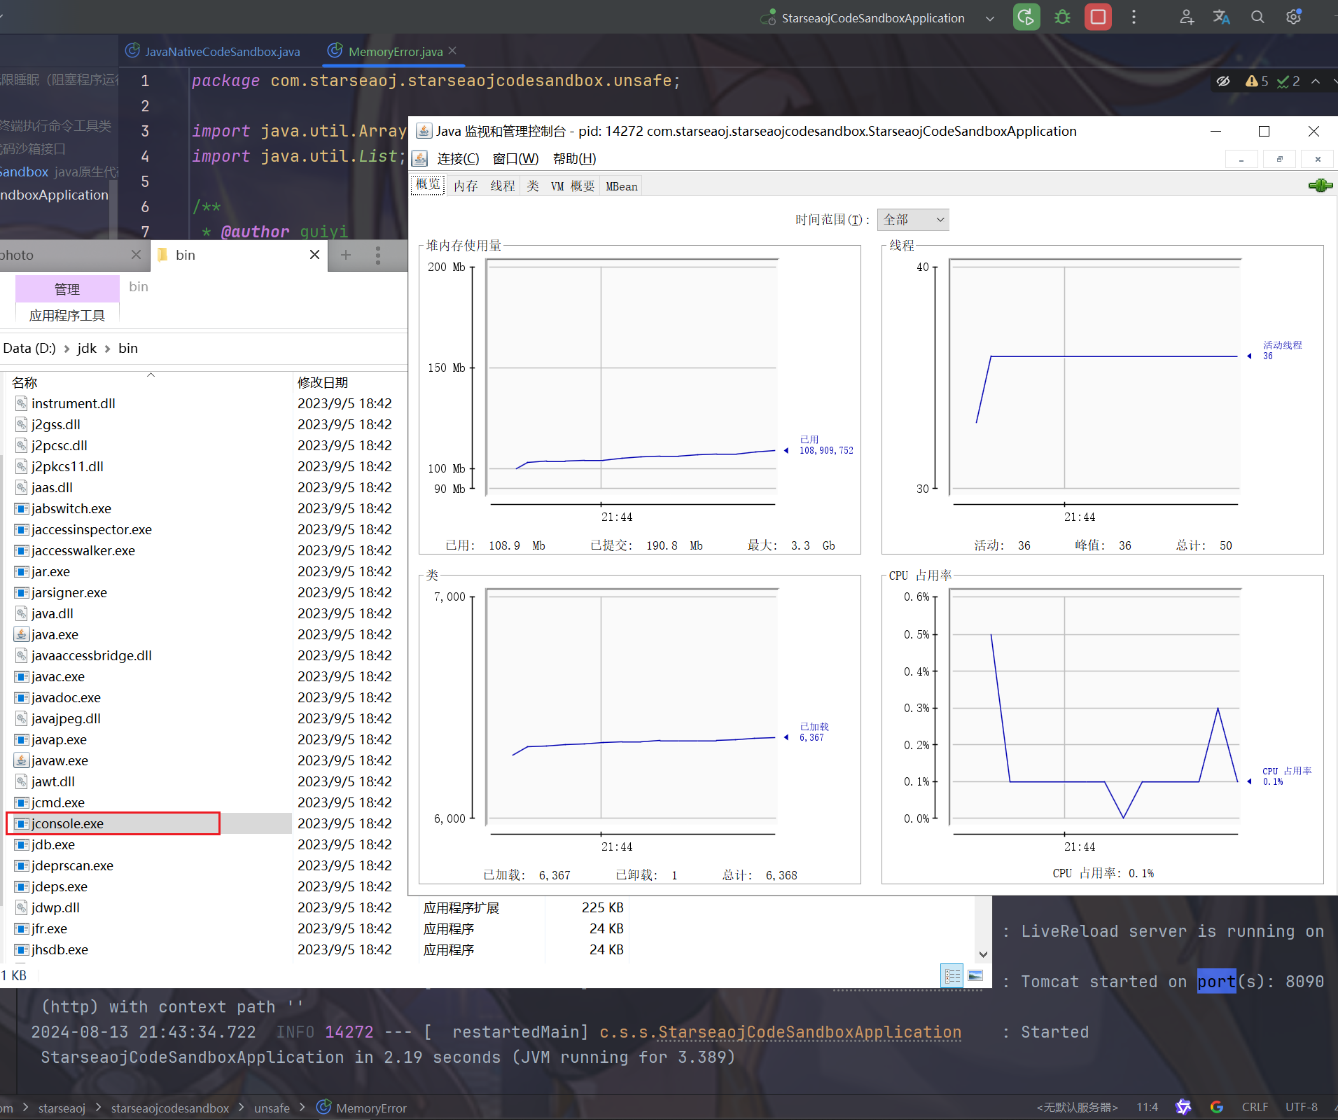 StarseaojCodeSandboxApplication
JavaNativeCodeSandbox.java
MemoryError.java
限睡眠（阻塞程序运行
终端执行命令工具类
代码沙箱接口
Sandbox java原生代码
ndboxApplication
1 package com.starseaoj.starseaojcodesandbox.unsafe;
2
3 import java.util.Array
4 import java.util.List;
5
6 /**
7 * @author guiyi
5 2
Java 监视和管理控制台 - pid: 14272 com.starseaoj.starseaojcodesandbox.StarseaojCodeSandboxApplication
连接(C) 窗口(W) 帮助(H)
概览 内存 线程 类 VM 概要 MBean
时间范围(T): 全部
堆内存使用量
200 Mb
150 Mb
100 Mb
90 Mb
已用
108,909,752
21:44
已用: 108.9 Mb 已提交: 190.8 Mb 最大: 3.3 Gb
线程
40
30
活动线程
36
21:44
活动: 36 峰值: 36 总计: 50
类
7,000
6,000
已加载
6,367
21:44
已加载: 6,367 已卸载: 1 总计: 6,368
CPU 占用率
0.6%
0.5%
0.4%
0.3%
0.2%
0.1%
0.0%
CPU 占用率
0.1%
21:44
CPU 占用率: 0.1%
photo
bin
管理
bin
应用程序工具
Data (D:) > jdk > bin
名称 修改日期
instrument.dll 2023/9/5 18:42
j2gss.dll 2023/9/5 18:42
j2pcsc.dll 2023/9/5 18:42
j2pkcs11.dll 2023/9/5 18:42
jaas.dll 2023/9/5 18:42
jabswitch.exe 2023/9/5 18:42
jaccessinspector.exe 2023/9/5 18:42
jaccesswalker.exe 2023/9/5 18:42
jar.exe 2023/9/5 18:42
jarsigner.exe 2023/9/5 18:42
java.dll 2023/9/5 18:42
java.exe 2023/9/5 18:42
javaaccessbridge.dll 2023/9/5 18:42
javac.exe 2023/9/5 18:42
javadoc.exe 2023/9/5 18:42
javajpeg.dll 2023/9/5 18:42
javap.exe 2023/9/5 18:42
javaw.exe 2023/9/5 18:42
jawt.dll 2023/9/5 18:42
jcmd.exe 2023/9/5 18:42
jconsole.exe 2023/9/5 18:42
jdb.exe 2023/9/5 18:42
jdeprscan.exe 2023/9/5 18:42
jdeps.exe 2023/9/5 18:42
jdwp.dll 2023/9/5 18:42 应用程序扩展 225 KB
jfr.exe 2023/9/5 18:42 应用程序 24 KB
jhsdb.exe 2023/9/5 18:42 应用程序 24 KB
1 KB
: LiveReload server is running on
: Tomcat started on port(s): 8090
(http) with context path ''
2024-08-13 21:43:34.722 INFO 14272 --- [ restartedMain] c.s.s.StarseaojCodeSandboxApplication : Started
StarseaojCodeSandboxApplication in 2.19 seconds (JVM running for 3.389)
om > starseaoj > starseaojcodesandbox > unsafe > MemoryError
<无默认服务器> 11:4 CRLF UTF-8